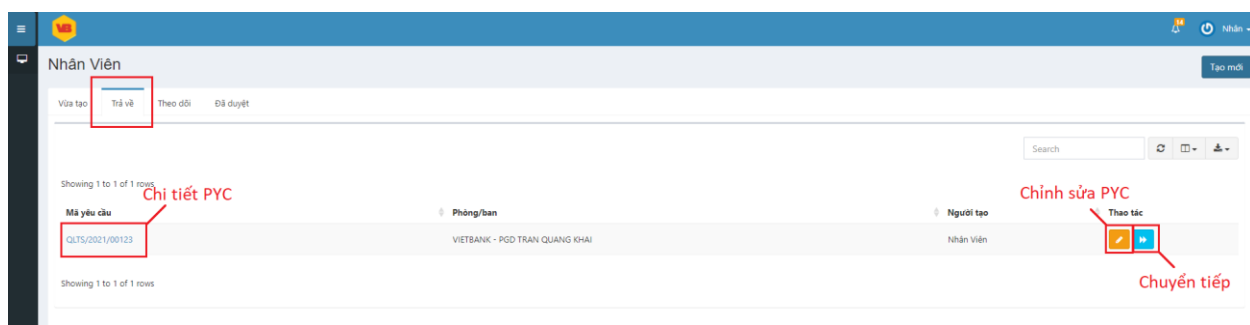 VB
14
Nhân
Nhân Viên
Tạo mới
Vừa tạo Trả về Theo dõi Đã duyệt
Search
Showing 1 to 1 of 1 rows
Chi tiết PYC
Chỉnh sửa PYC
Mã yêu cầu Phòng/ban Người tạo Thao tác
QLTS/2021/00123 VIETBANK - PGD TRAN QUANG KHAI Nhân Viên
Showing 1 to 1 of 1 rows
Chuyển tiếp